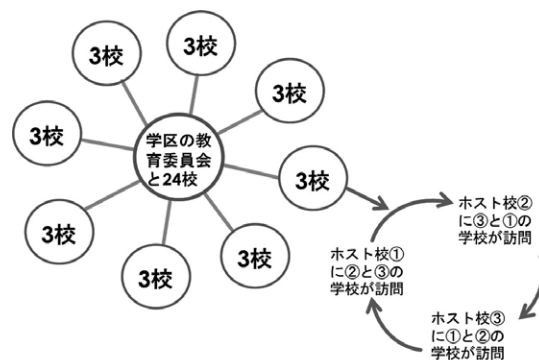 3校
3校
3校
3校
学区の教
育委員会
と24校
3校
3校
3校
3校
ホスト校②
に③と①の
学校が訪問
ホスト校①
に②と③の
学校が訪問
ホスト校③
に①と②の
学校が訪問